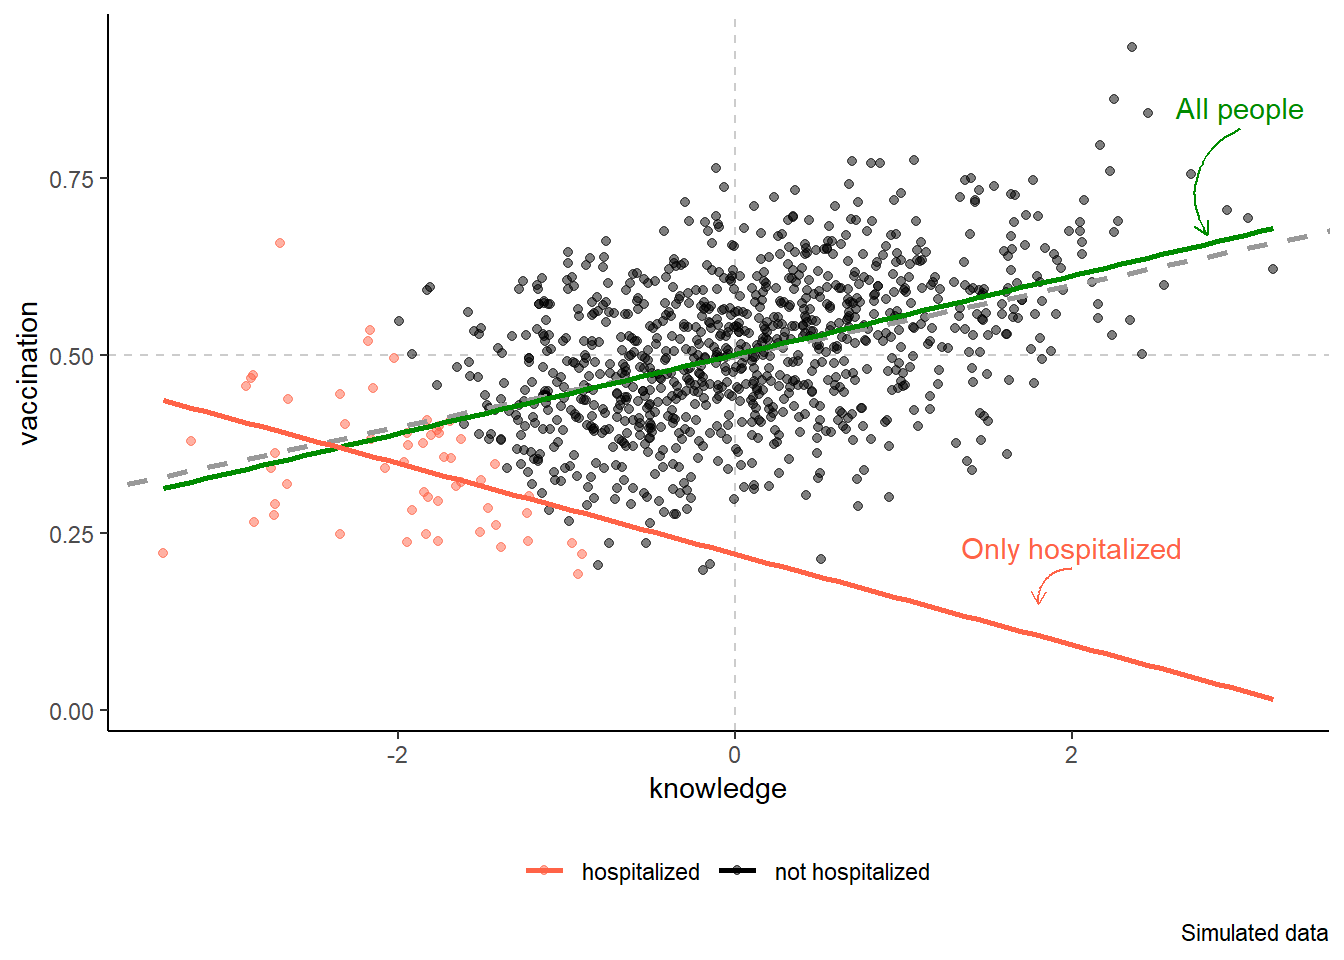 All people
0.75
0.50
vaccination
0.25
Only hospitalized
0.00
-2 0 2
knowledge
hospitalized not hospitalized
Simulated data